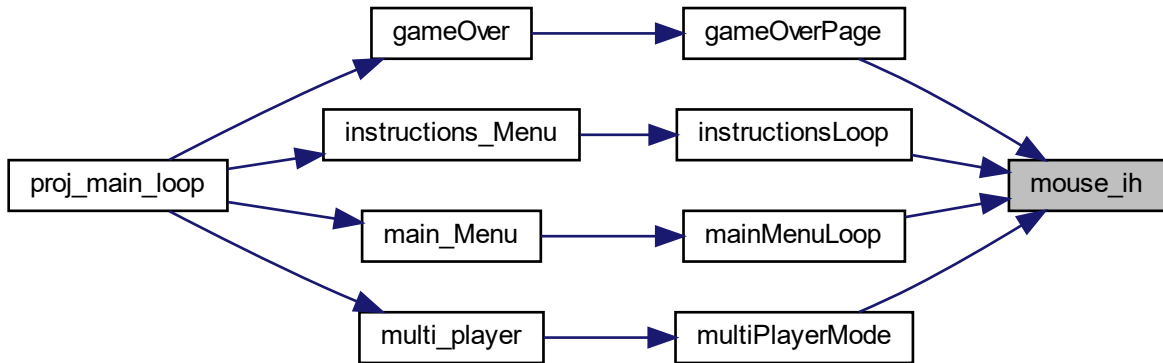 gameOver
gameOverPage
instructions_Menu
instructionsLoop
proj_main_loop
mouse_ih
main_Menu
mainMenuLoop
multi_player
multiPlayerMode